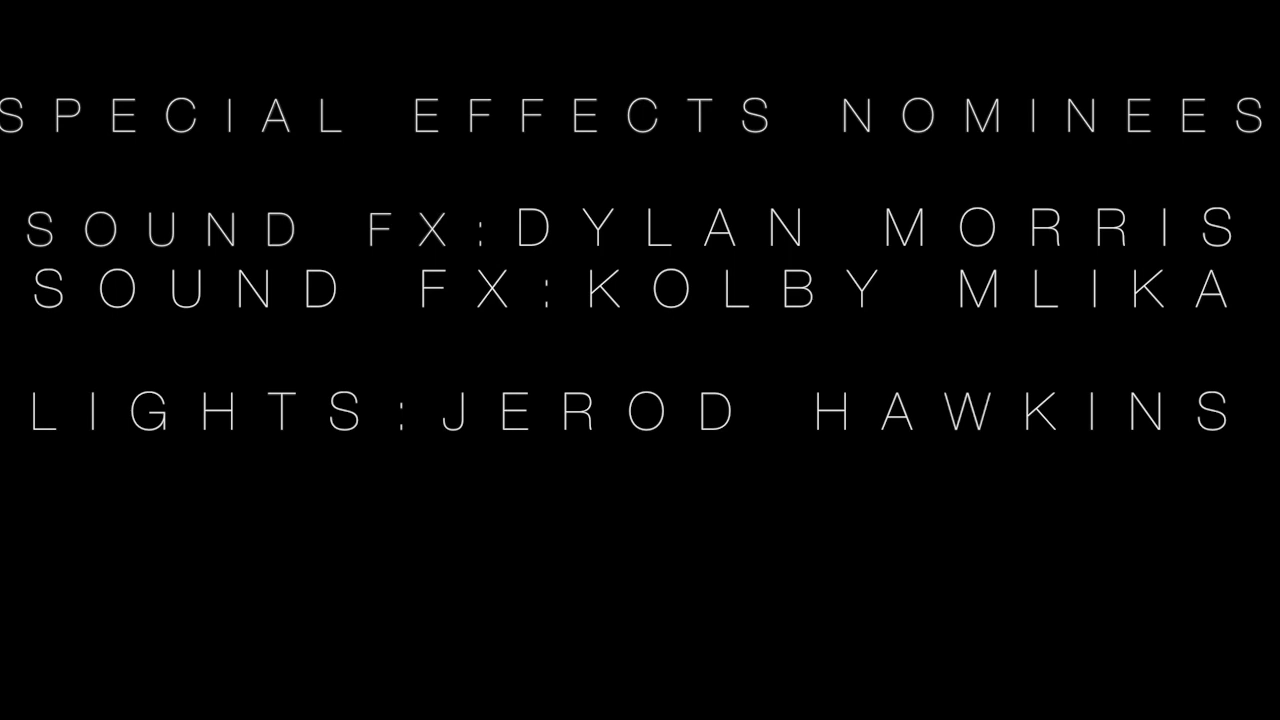 SPECIAL EFFECTS NOMINEES
SOUND FX:DYLAN MORRIS
SOUND FX:KOLBY MLIKA
LIGHTS:JEROD HAWKINS